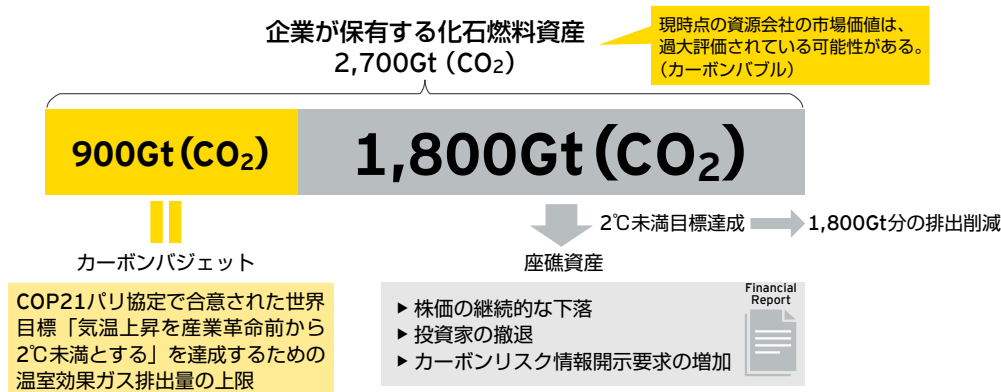 企業が保有する化石燃料資産
2,700Gt（CO₂）
現時点の資源会社の市場価値は、
過大評価されている可能性がある。
（カーボンバブル）
900Gt（CO₂）
1,800Gt（CO₂）
2℃未満目標達成
1,800Gt分の排出削減
カーボンバジェット
座礁資産
COP21パリ協定で合意された世界
目標「気温上昇を産業革命前から
2℃未満とする」を達成するための
温室効果ガス排出量の上限
▶ 株価の継続的な下落
▶ 投資家の撤退
▶ カーボンリスク情報開示要求の増加
Financial
Report